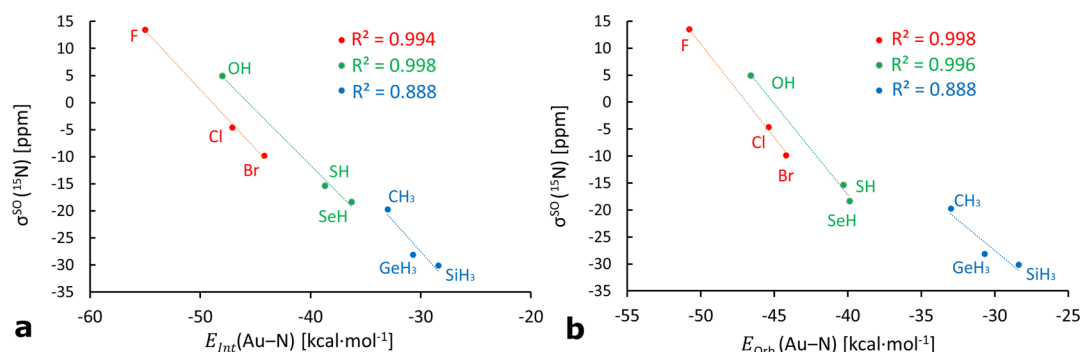 15
10
5
0
-5
-10
-15
-20
-25
-30
-35
σSO(15N) [ppm]
F
OH
Cl
Br
SH
SeH
CH3
GeH3
SiH3
R² = 0.994
R² = 0.998
R² = 0.888
-60 -50 -40 -30 -20
a
EInt(Au–N) [kcal·mol-1]
15
10
5
0
-5
-10
-15
-20
-25
-30
-35
σSO(15N) [ppm]
F
OH
Cl
Br
SH
SeH
CH3
GeH3
SiH3
R² = 0.998
R² = 0.996
R² = 0.888
-55 -50 -45 -40 -35 -30 -25
b
EOrb(Au–N) [kcal·mol-1]